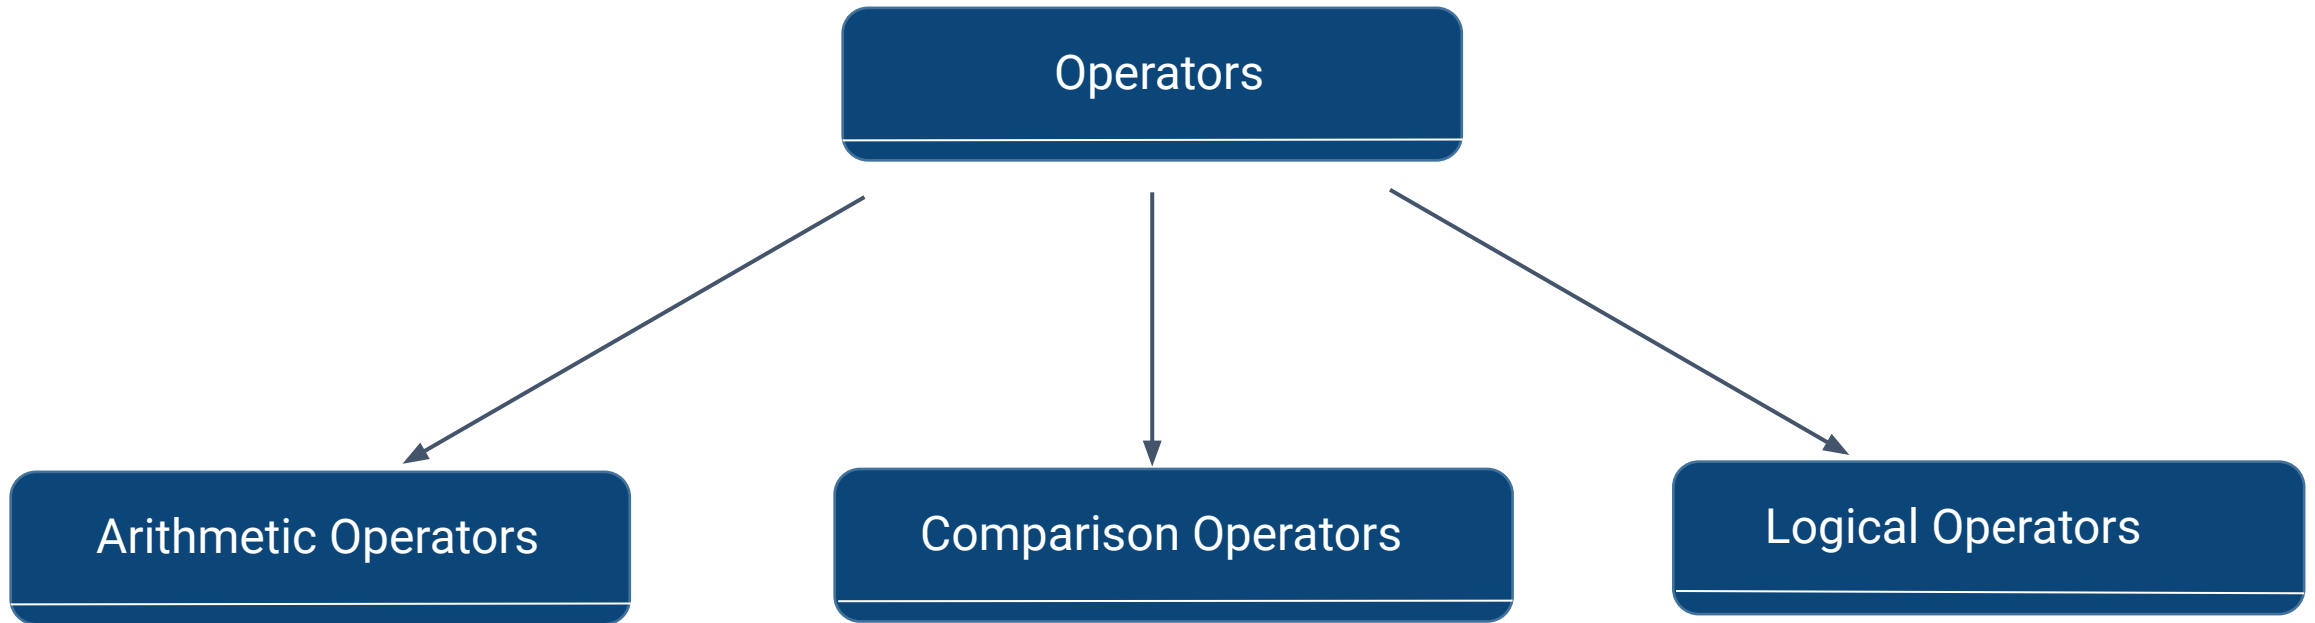 Operators
Arithmetic Operators
Comparison Operators
Logical Operators